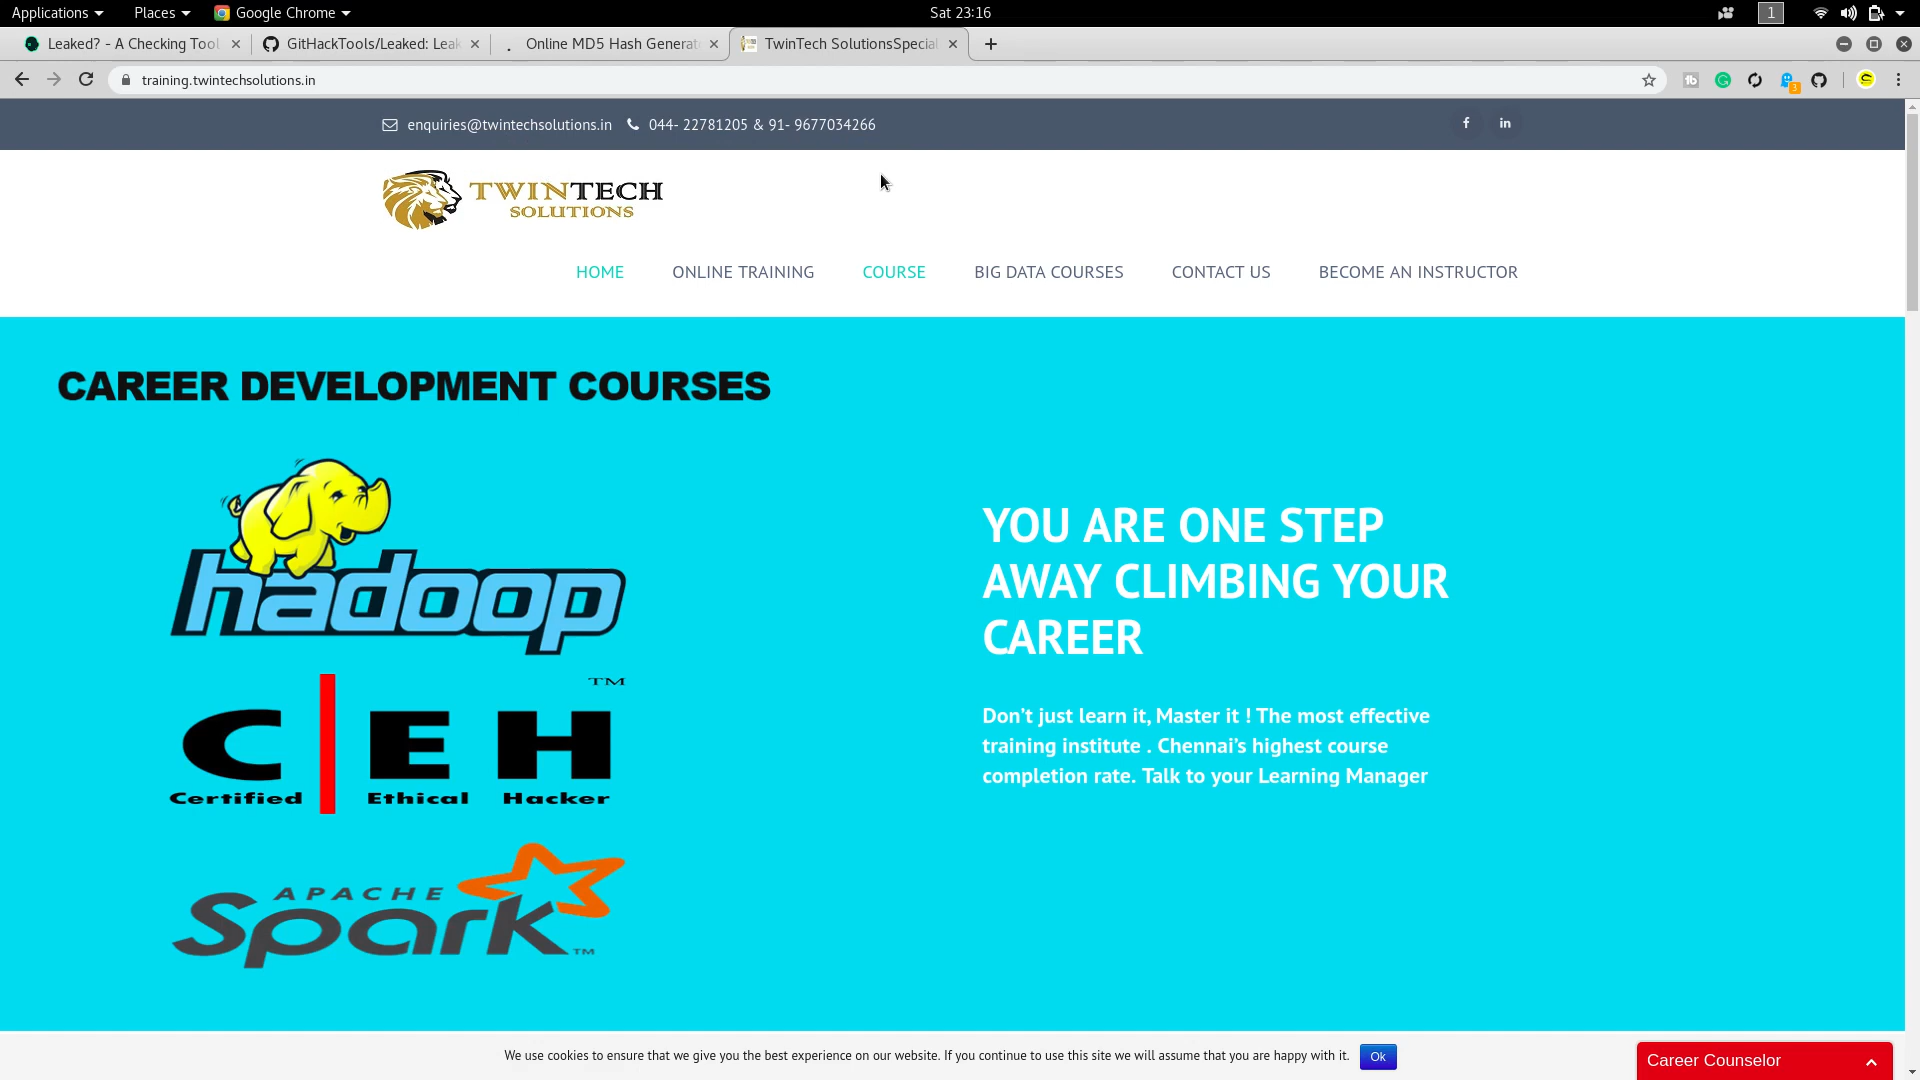 Applications
Places
Google Chrome
Sat 23:16
1
Leaked? - A Checking Tool
GitHackTools/Leaked: Leak
Online MD5 Hash Generat
TwinTech SolutionsSpecial
training.twintechsolutions.in
3
enquiries@twintechsolutions.in
044- 22781205 & 91- 9677034266
TWINTECH
SOLUTIONS
HOME
ONLINE TRAINING
COURSE
BIG DATA COURSES
CONTACT US
BECOME AN INSTRUCTOR
CAREER DEVELOPMENT COURSES
hadoop
YOU ARE ONE STEP
AWAY CLIMBING YOUR
CAREER
C EH TM
Certified Ethical Hacker
Don’t just learn it, Master it ! The most effective
training institute . Chennai’s highest course
completion rate. Talk to your Learning Manager
APACHE
Spark TM
We use cookies to ensure that we give you the best experience on our website. If you continue to use this site we will assume that you are happy with it.
Ok
Career Counselor